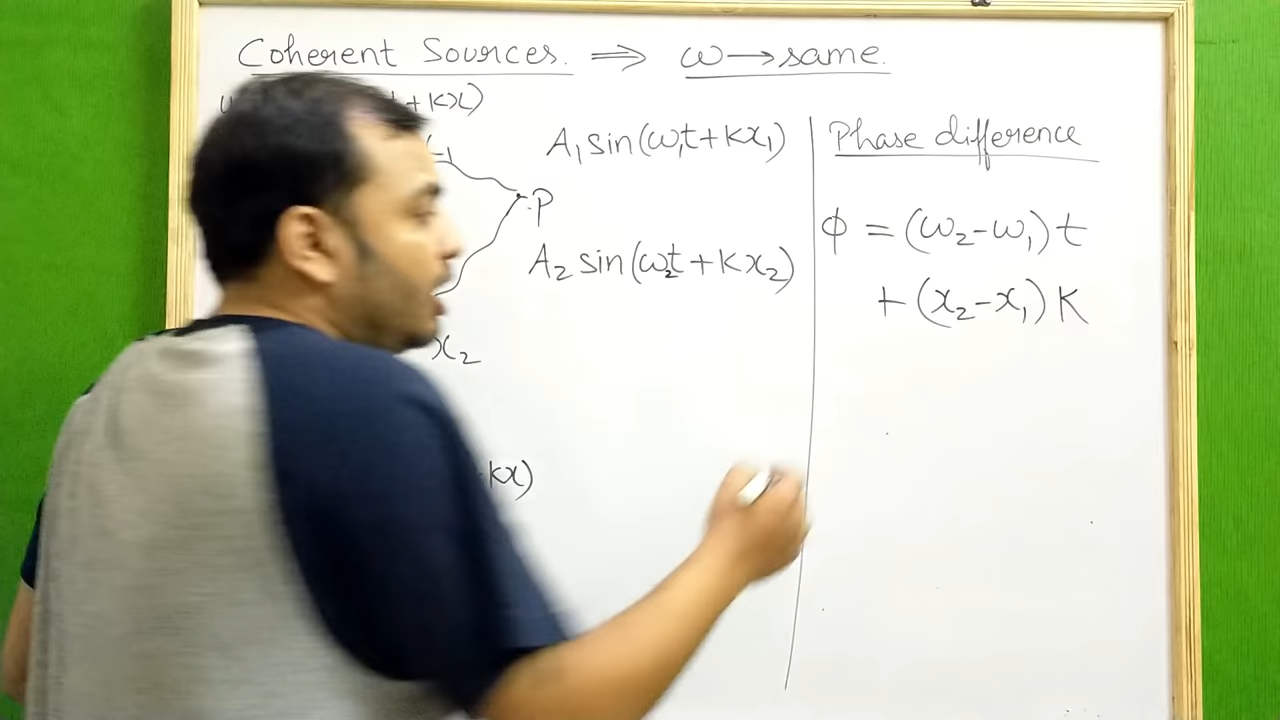 Coherent Sources. ⇒ ω→same.
t + kx)
A₁ sin(ω₁t + kx₁)
P
A₂ sin(ω₂t + kx₂)
x₂
kx)
Phase difference
φ = (ω₂-ω₁) t
+ (x₂-x₁) K